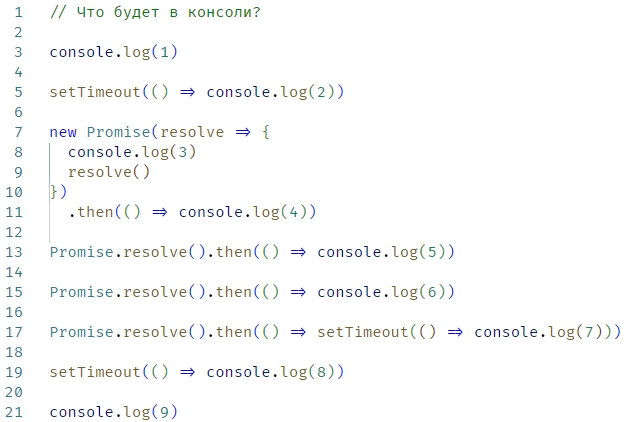 1 // Что будет в консоли?
2
3 console.log(1)
4
5 setTimeout(() => console.log(2))
6
7 new Promise(resolve => {
8   console.log(3)
9   resolve()
10 })
11   .then(() => console.log(4))
12
13 Promise.resolve().then(() => console.log(5))
14
15 Promise.resolve().then(() => console.log(6))
16
17 Promise.resolve().then(() => setTimeout(() => console.log(7)))
18
19 setTimeout(() => console.log(8))
20
21 console.log(9)